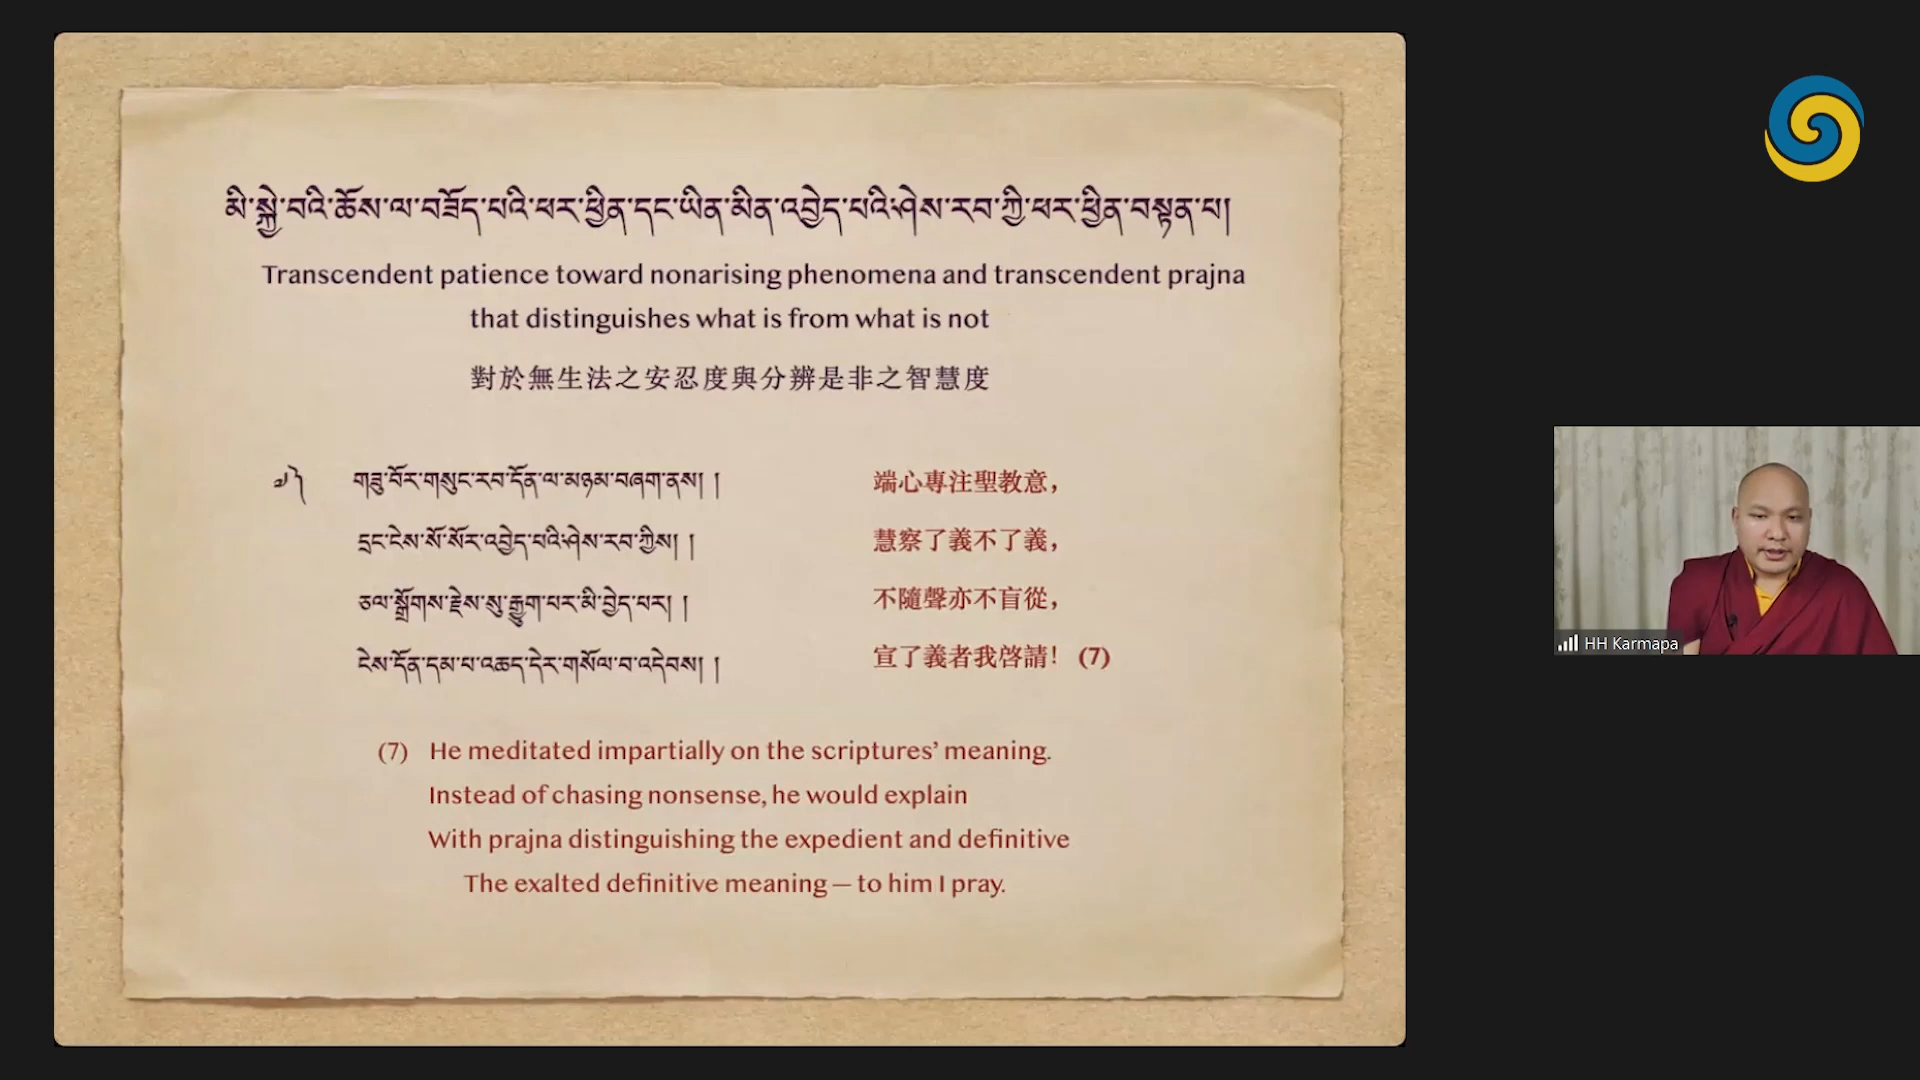 མི་སྐྱེ་བའི་ཆོས་ལ་བཟོད་པའི་ཕར་ཕྱིན་དང་ཡིན་མིན་འབྱེད་པའི་ཤེས་རབ་ཀྱི་ཕར་ཕྱིན་བསྟན་པ།
Transcendent patience toward nonarising phenomena and transcendent prajna
that distinguishes what is from what is not
對於無生法之安忍度與分辨是非之智慧度
༧༽ གཟུ་བོར་གསུང་རབ་དོན་ལ་མཉམ་བཞག་ནས། །
དྲང་ངེས་སོ་སོར་འབྱེད་པའི་ཤེས་རབ་ཀྱིས། །
ཅལ་སྒྲོགས་རྗེས་སུ་རྒྱུག་པར་མི་བྱེད་པར། །
ངེས་དོན་དམ་པ་འཆད་དེར་གསོལ་བ་འདེབས། །
端心專注聖教意，
慧察了義不了義，
不隨聲亦不盲從，
宣了義者我啓請！ (7)
(7) He meditated impartially on the scriptures’ meaning.
Instead of chasing nonsense, he would explain
With prajna distinguishing the expedient and definitive
The exalted definitive meaning — to him I pray.
HH Karmapa